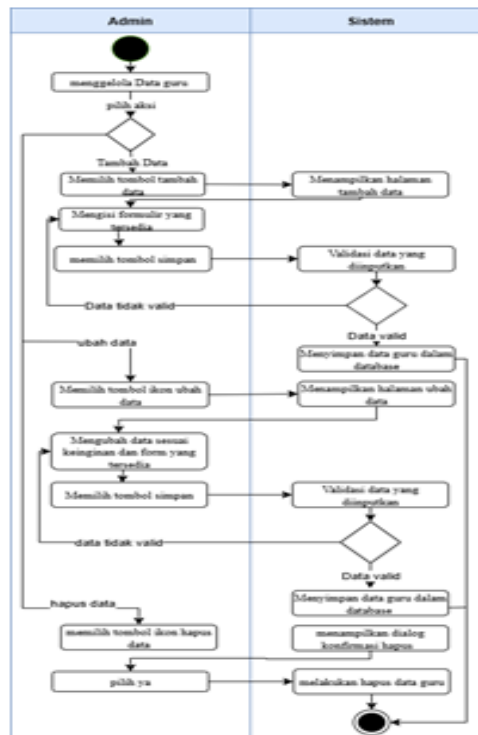 Admin
Sistem
menggelola Data guru
pilih aksi
Tambah Data
Memilih tombol tambah
data
Menampilkan halaman
tambah data
Mengisi formulir yang
tersedia
memilih tombol simpan
Validasi data yang
diinputkan
Data tidak valid
Data valid
ubah data
Menyimpan data guru dalam
database
Memilih tombol ikon ubah
data
Menampilkan halaman ubah
data
Mengubah data sesuai
keinginan dan form yang
tersedia
Memilih tombol simpan
Validasi data yang
diinputkan
data tidak valid
Data valid
hapus data
Menyimpan data guru dalam
database
memilih tombol ikon hapus
data
menampilkan dialog
konfirmasi hapus
pilih ya
melakukan hapus data guru